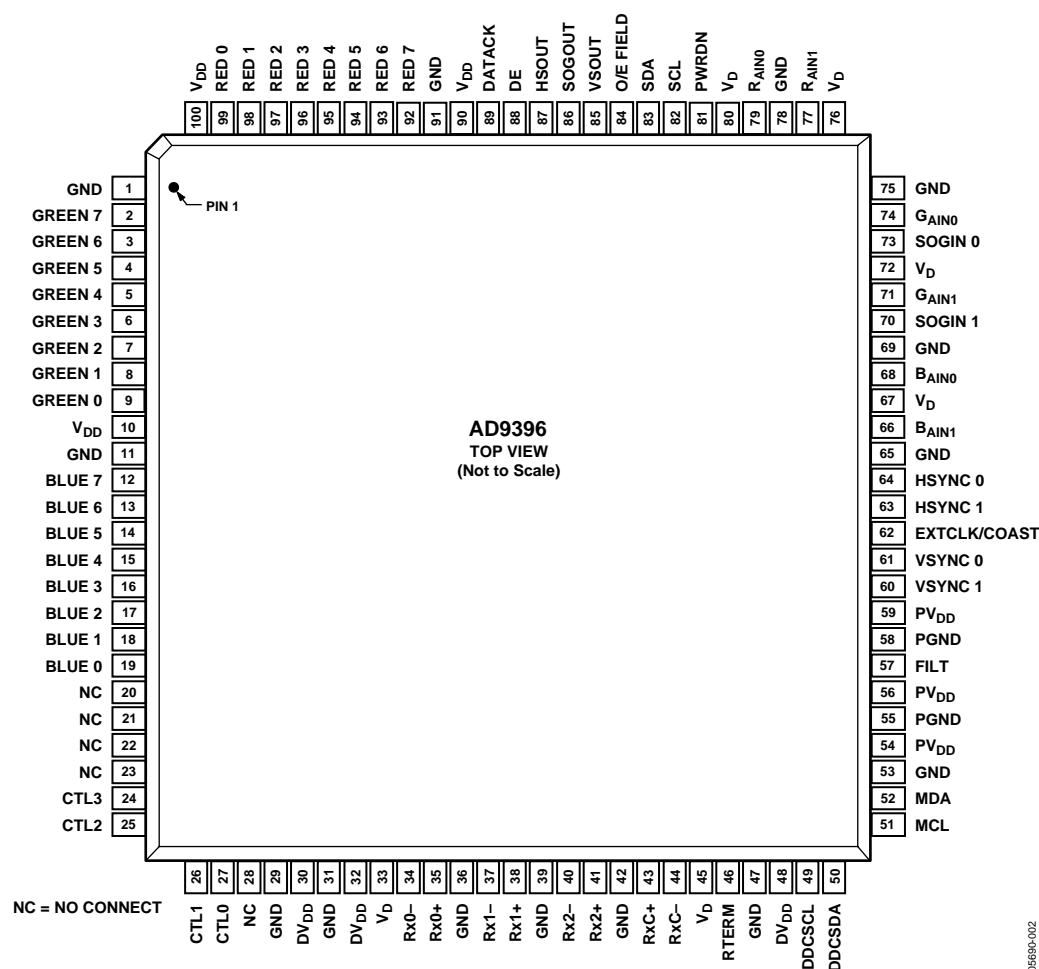 VDD RED 0 RED 1 RED 2 RED 3 RED 4 RED 5 RED 6 RED 7 GND VDD DATACK DE HSOUT SOGOUT VSOUT O/E FIELD SDA SCL PWRDN VD RAIN0 GND RAIN1 VD
100 99 98 97 96 95 94 93 92 91 90 89 88 87 86 85 84 83 82 81 80 79 78 77 76
GND 1
GREEN 7 2
GREEN 6 3
GREEN 5 4
GREEN 4 5
GREEN 3 6
GREEN 2 7
GREEN 1 8
GREEN 0 9
VDD 10
GND 11
BLUE 7 12
BLUE 6 13
BLUE 5 14
BLUE 4 15
BLUE 3 16
BLUE 2 17
BLUE 1 18
BLUE 0 19
NC 20
NC 21
NC 22
NC 23
CTL3 24
CTL2 25
PIN 1
AD9396
TOP VIEW
(Not to Scale)
75 GND
74 GAIN0
73 SOGIN 0
72 VD
71 GAIN1
70 SOGIN 1
69 GND
68 BAIN0
67 VD
66 BAIN1
65 GND
64 HSYNC 0
63 HSYNC 1
62 EXTCLK/COAST
61 VSYNC 0
60 VSYNC 1
59 PVDD
58 PGND
57 FILT
56 PVDD
55 PGND
54 PVDD
53 GND
52 MDA
51 MCL
26 27 28 29 30 31 32 33 34 35 36 37 38 39 40 41 42 43 44 45 46 47 48 49 50
CTL1 CTL0 NC GND DVDD GND DVDD VD Rx0– Rx0+ GND Rx1– Rx1+ GND Rx2– Rx2+ GND RxC+ RxC– VD RTERM GND DVDD DDCSCL DDCSDA
NC = NO CONNECT
05690-002